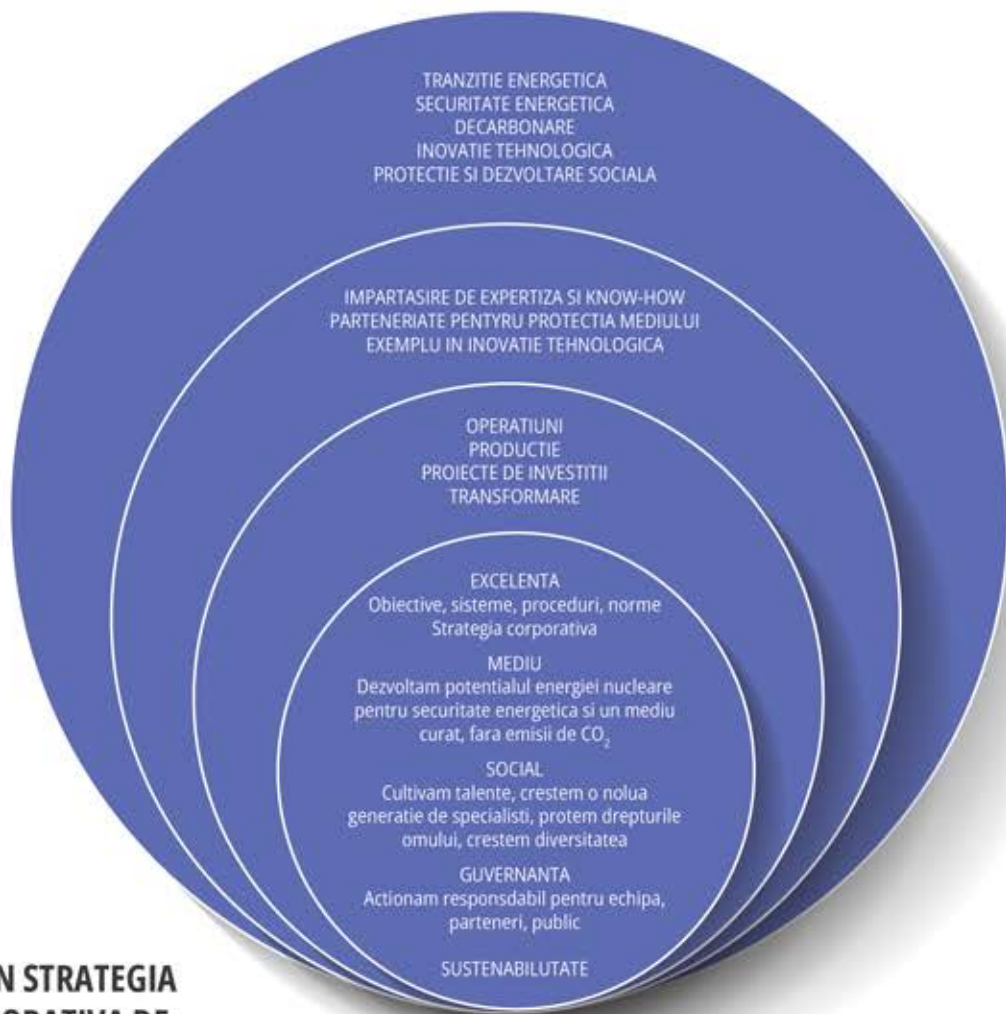 TRANZITIE ENERGETICA
SECURITATE ENERGETICA
DECARBONARE
INOVATIE TEHNOLOGICA
PROTECTIE SI DEZVOLTARE SOCIALA
IMPARTASIRE DE EXPERTIZA SI KNOW-HOW
PARTENERIATE PENTYRU PROTECTIA MEDIULUI
EXEMPLU IN INOVATIE TEHNOLOGICA
OPERATIUNI
PRODUCTIE
PROIECTE DE INVESTITII
TRANSFORMARE
EXCELENTA
Obiective, sisteme, proceduri, norme
Strategia corporativa
MEDIU
Dezvoltam potentialul energiei nucleare
pentru securitate energetica si un mediu
curat, fara emisii de CO₂
SOCIAL
Cultivam talente, crestem o nolua
generatie de specialisti, protem drepturile
omului, crestem diversitatea
GUVERNANTA
Actionam responsdabil pentru echipa,
parteneri, public
SUSTENABILUTATE
N STRATEGIA